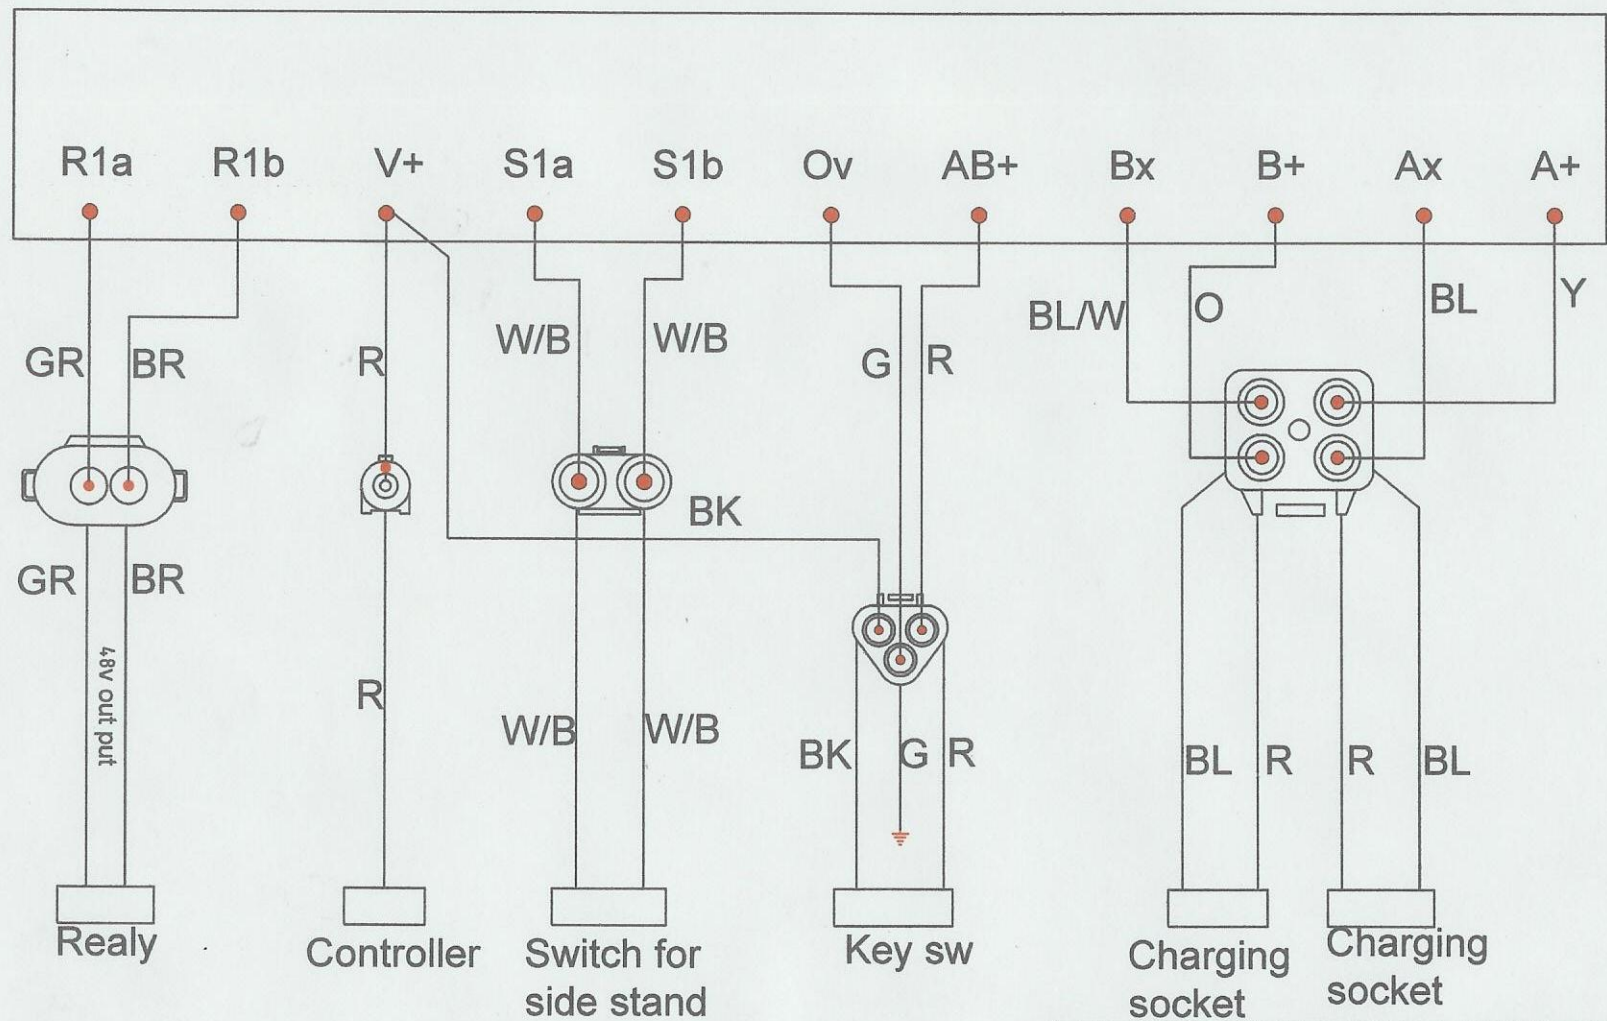 R1a R1b V+ S1a S1b Ov AB+ Bx B+ Ax A+
BL/W O BL Y
GR BR R W/B W/B G R
BK
GR BR
48v out put
R W/B W/B BK G R BL R R BL
Realy Controller Switch for Key sw Charging Charging
side stand socket socket